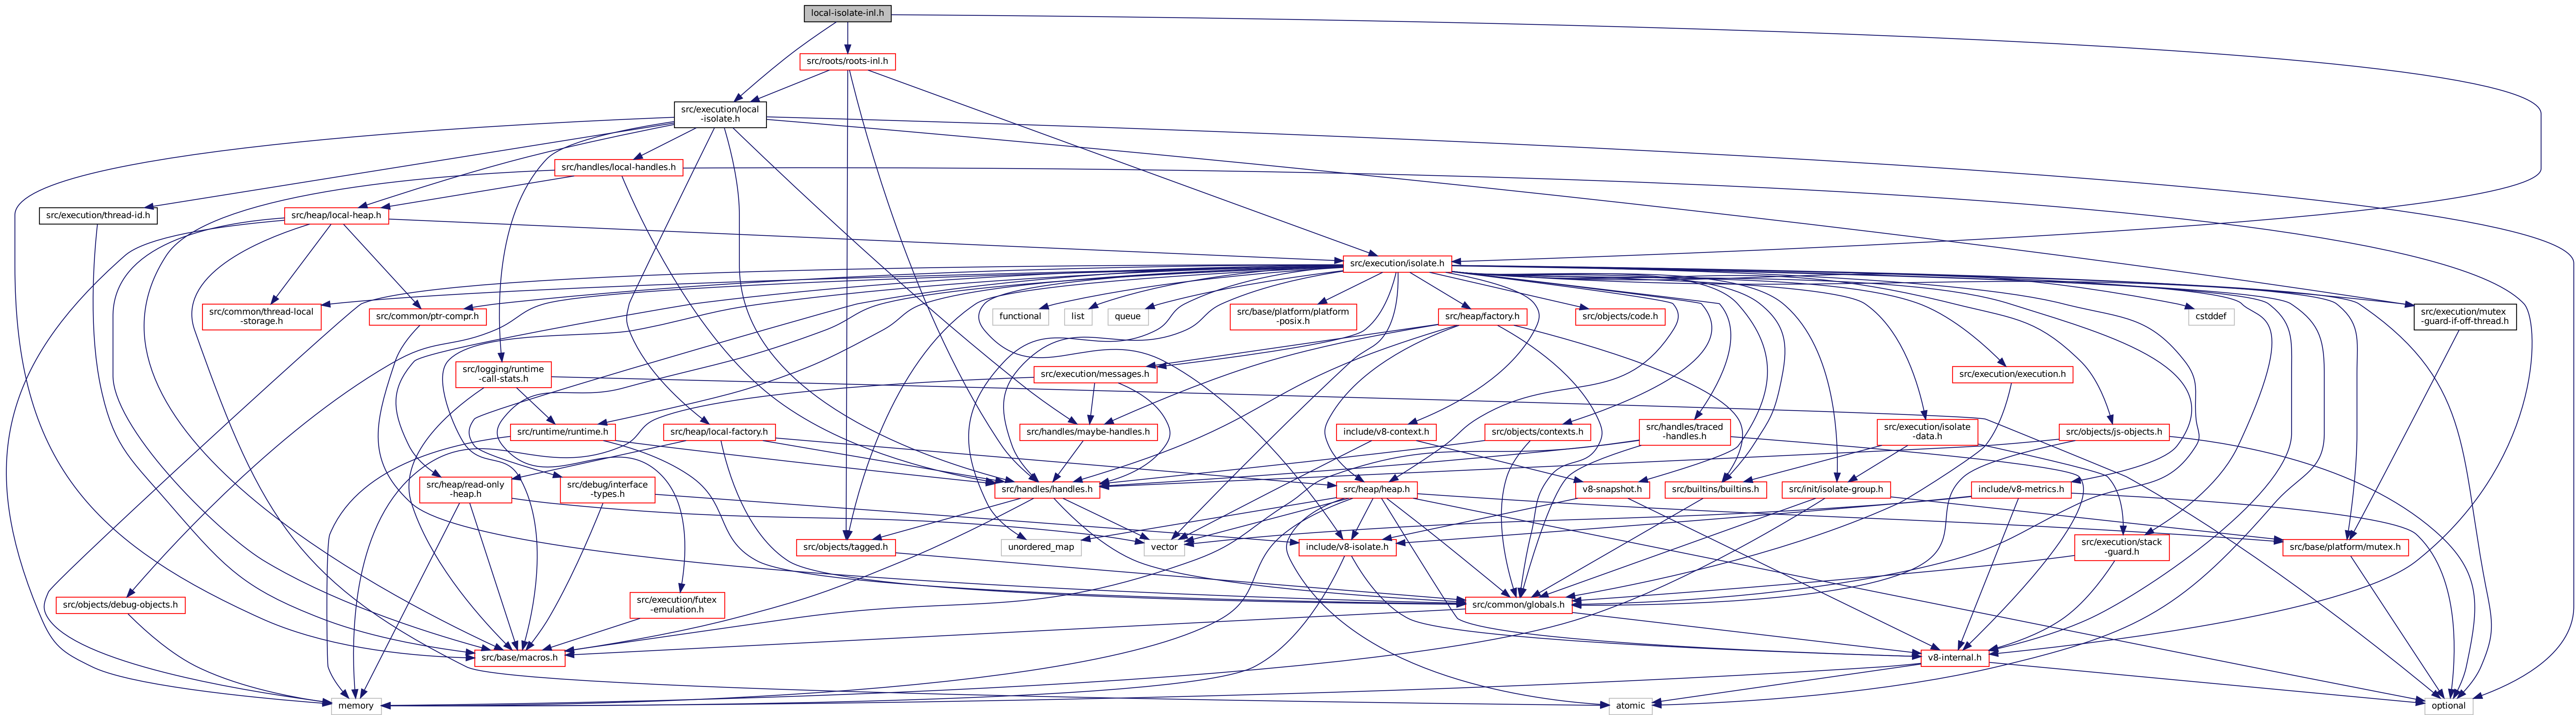 local-isolate-inl.h
src/roots/roots-inl.h
src/execution/local
-isolate.h
src/handles/local-handles.h
src/execution/thread-id.h
src/heap/local-heap.h
src/execution/isolate.h
src/common/thread-local
-storage.h
src/common/ptr-compr.h
functional
list
queue
src/base/platform/platform
-posix.h
src/heap/factory.h
src/objects/code.h
cstddef
src/execution/mutex
-guard-if-off-thread.h
src/logging/runtime
-call-stats.h
src/execution/messages.h
src/execution/execution.h
src/runtime/runtime.h
src/heap/local-factory.h
src/handles/maybe-handles.h
include/v8-context.h
src/objects/contexts.h
src/handles/traced
-handles.h
src/execution/isolate
-data.h
src/objects/js-objects.h
src/heap/read-only
-heap.h
src/debug/interface
-types.h
src/handles/handles.h
src/heap/heap.h
v8-snapshot.h
src/builtins/builtins.h
src/init/isolate-group.h
include/v8-metrics.h
src/objects/tagged.h
unordered_map
vector
include/v8-isolate.h
src/execution/stack
-guard.h
src/base/platform/mutex.h
src/objects/debug-objects.h
src/execution/futex
-emulation.h
src/common/globals.h
src/base/macros.h
v8-internal.h
memory
atomic
optional